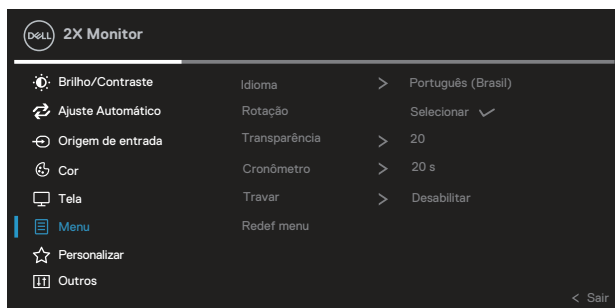 DELL 2X Monitor
Brilho/Contraste Idioma > Português (Brasil)
Ajuste Automático Rotação Selecionar ✓
Origem de entrada Transparência > 20
Cor Cronômetro > 20 s
Tela Travar > Desabilitar
Menu Redef menu
Personalizar
Outros
< Sair